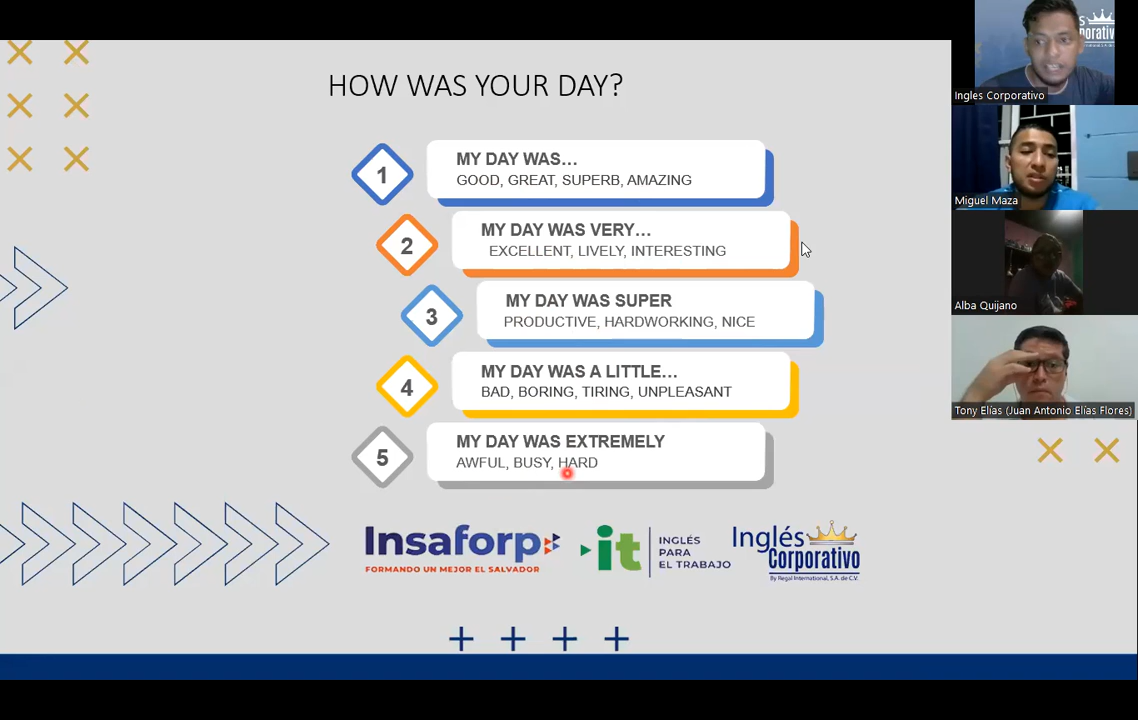 HOW WAS YOUR DAY?
1
MY DAY WAS...
GOOD, GREAT, SUPERB, AMAZING
2
MY DAY WAS VERY...
EXCELLENT, LIVELY, INTERESTING
3
MY DAY WAS SUPER
PRODUCTIVE, HARDWORKING, NICE
4
MY DAY WAS A LITTLE...
BAD, BORING, TIRING, UNPLEASANT
5
MY DAY WAS EXTREMELY
AWFUL, BUSY, HARD
Insaforp
FORMANDO UN MEJOR EL SALVADOR
it
INGLÉS
PARA
EL TRABAJO
Inglés
Corporativo
By Regal International, S.A. de C.V.
Ingles Corporativo
Miguel Maza
Alba Quijano
Tony Elías (Juan Antonio Elías Flores)